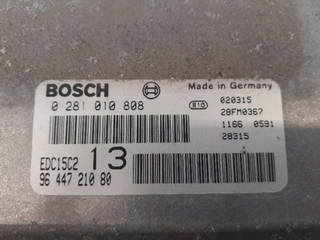 Made in Germany
BOSCH
0 281 010 808
B10 020315
28FM0367
1166 0591
28315
EDC15C2 13
96 447 210 80